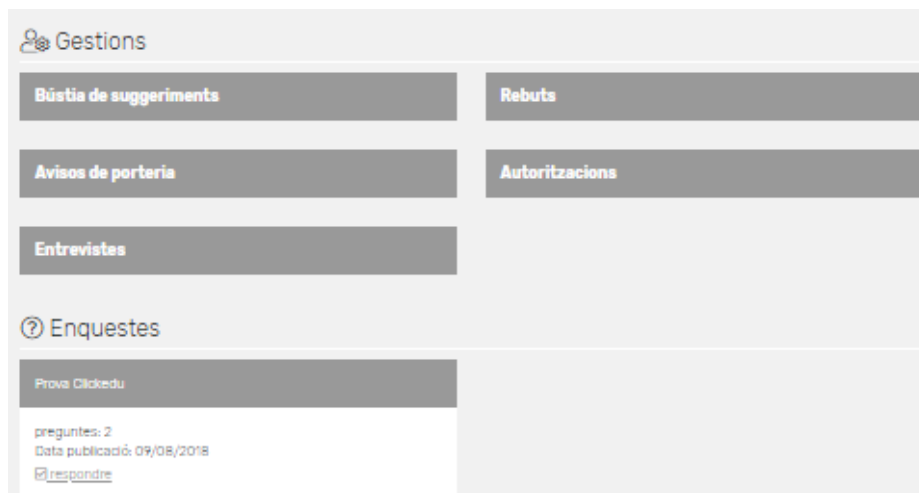 Gestions
Bústia de suggeriments
Rebuts
Avisos de porteria
Autoritzacions
Entrevistes
Enquestes
Prova Clickedu
preguntes: 2
Data publicació: 09/08/2018
respondre